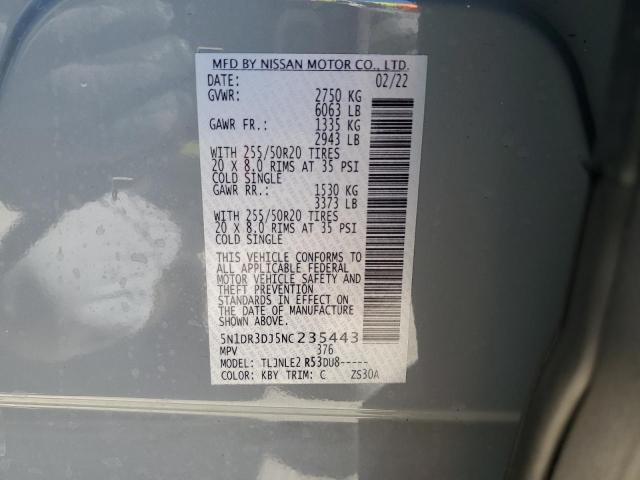 MFD BY NISSAN MOTOR CO., LTD.
DATE: 02/22
GVWR: 2750 KG
6063 LB
GAWR FR.: 1335 KG
2943 LB
WITH 255/50R20 TIRES
20 X 8.0 RIMS AT 35 PSI
COLD SINGLE
GAWR RR.: 1530 KG
3373 LB
WITH 255/50R20 TIRES
20 X 8.0 RIMS AT 35 PSI
COLD SINGLE
THIS VEHICLE CONFORMS TO
ALL APPLICABLE FEDERAL
MOTOR VEHICLE SAFETY AND
THEFT PREVENTION
STANDARDS IN EFFECT ON
THE DATE OF MANUFACTURE
SHOWN ABOVE.
5N1DR3DJ5NC235443
MPV 376
MODEL: TLJNLE2 R53DU8-----
COLOR: KBY TRIM: C ZS30A